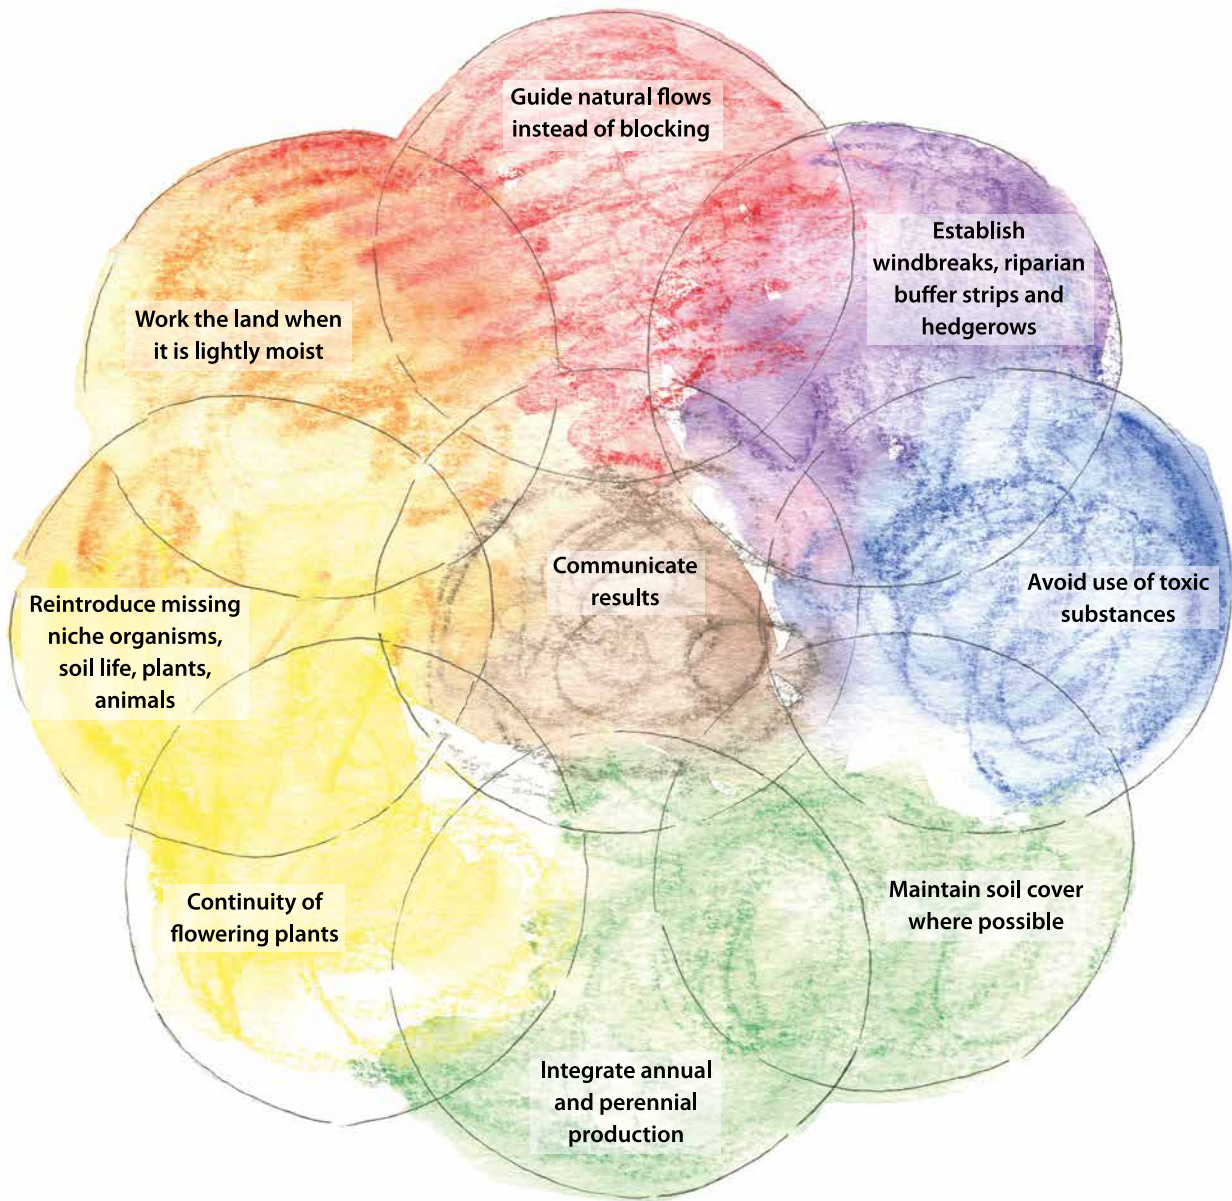 Guide natural flows
instead of blocking
Establish
windbreaks, riparian
buffer strips and
hedgerows
Work the land when
it is lightly moist
Communicate
results
Avoid use of toxic
substances
Reintroduce missing
niche organisms,
soil life, plants,
animals
Continuity of
flowering plants
Maintain soil cover
where possible
Integrate annual
and perennial
production